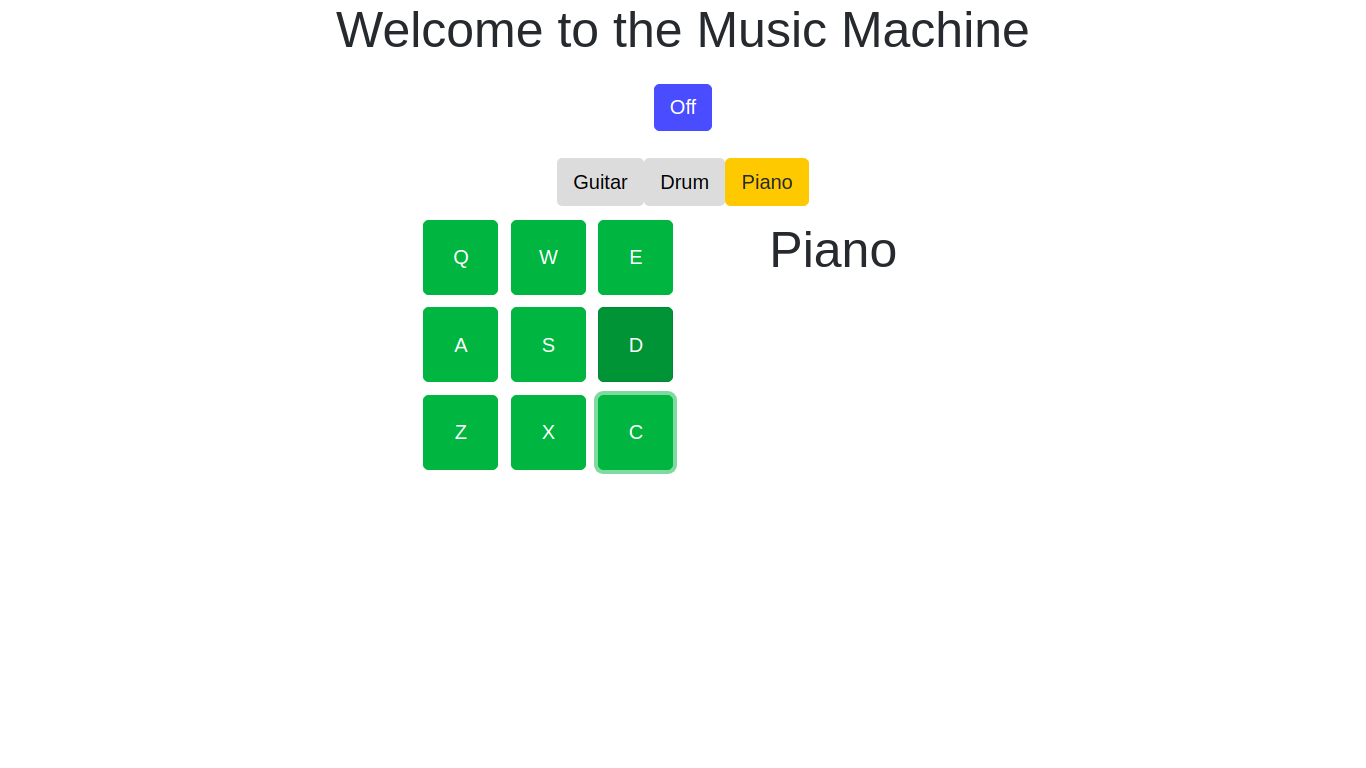 Welcome to the Music Machine
Off
Guitar Drum Piano
Q W E
Piano
A S D
Z X C